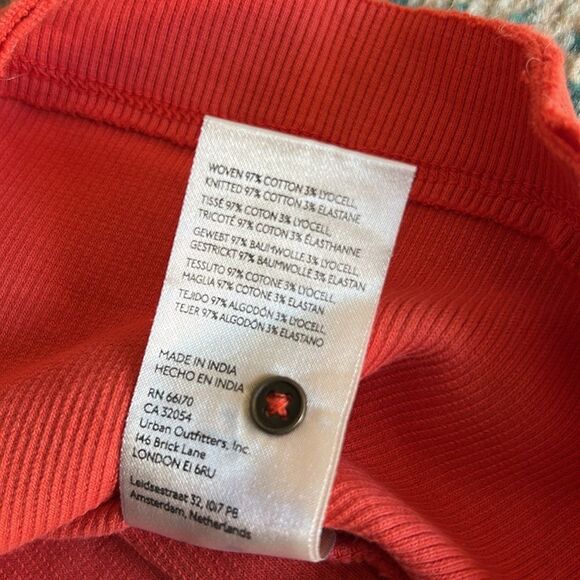 WOVEN 97% COTTON 3% LYOCELL,
KNITTED 97% COTTON 3% ELASTANE
TISSÉ 97% COTON 3% LYOCELL,
TRICOTÉ 97% COTON 3% ÉLASTHANNE
GEWEBT 97% BAUMWOLLE 3% LYOCELL,
GESTRICKT 97% BAUMWOLLE 3% ELASTAN
TESSUTO 97% COTONE 3% LYOCELL,
MAGLIA 97% COTONE 3% ELASTAN
TEJIDO 97% ALGODÓN 3% LYOCELL,
TEJER 97% ALGODÓN 3% ELASTANO
MADE IN INDIA
HECHO EN INDIA
RN 66170
CA 32054
Urban Outfitters, Inc.
146 Brick Lane
LONDON E1 6RU
Leidsestraat 32, 1017 PB
Amsterdam, Netherlands